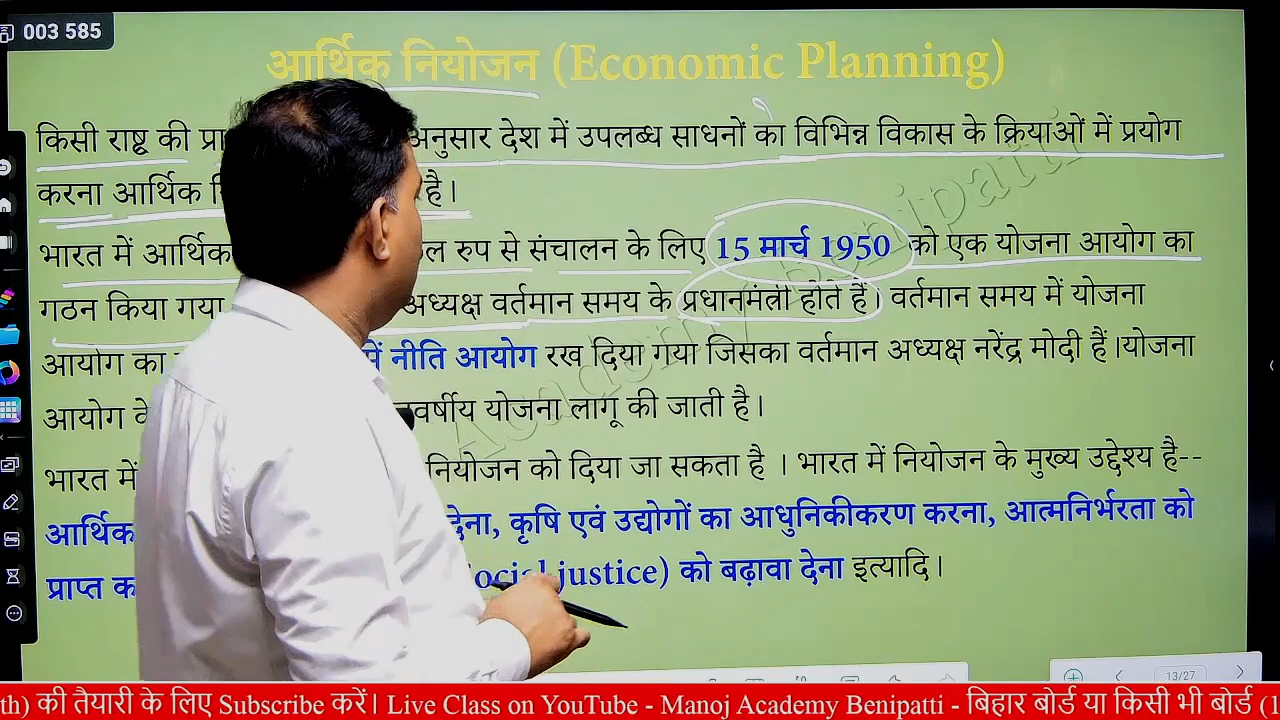 003 585
आर्थिक नियोजन (Economic Planning)
किसी राष्ट्र की अनुसार देश में उपलब्ध साधनों को विभिन्न विकास के क्रियाओं में प्रयोग
करना आर्थिक है।
भारत में आर्थिक रुप से संचालन के लिए 15 मार्च 1950 को एक योजना आयोग का
गठन किया गया अध्यक्ष वर्तमान समय के प्रधानमंत्री होते हैं। वर्तमान समय में योजना
आयोग का में नीति आयोग रख दिया गया जिसका वर्तमान अध्यक्ष नरेंद्र मोदी हैं।योजना
आयोग वर्षीय योजना लागू की जाती है।
भारत में नियोजन को दिया जा सकता है । भारत में नियोजन के मुख्य उद्देश्य है--
आर्थिक देना, कृषि एवं उद्योगों का आधुनिकीकरण करना, आत्मनिर्भरता को
प्राप्त justice) को बढ़ावा देना इत्यादि।
Academy Benipatti
13/27
th) की तैयारी के लिए Subscribe करें। Live Class on YouTube - Manoj Academy Benipatti - बिहार बोर्ड या किसी भी बोर्ड (1